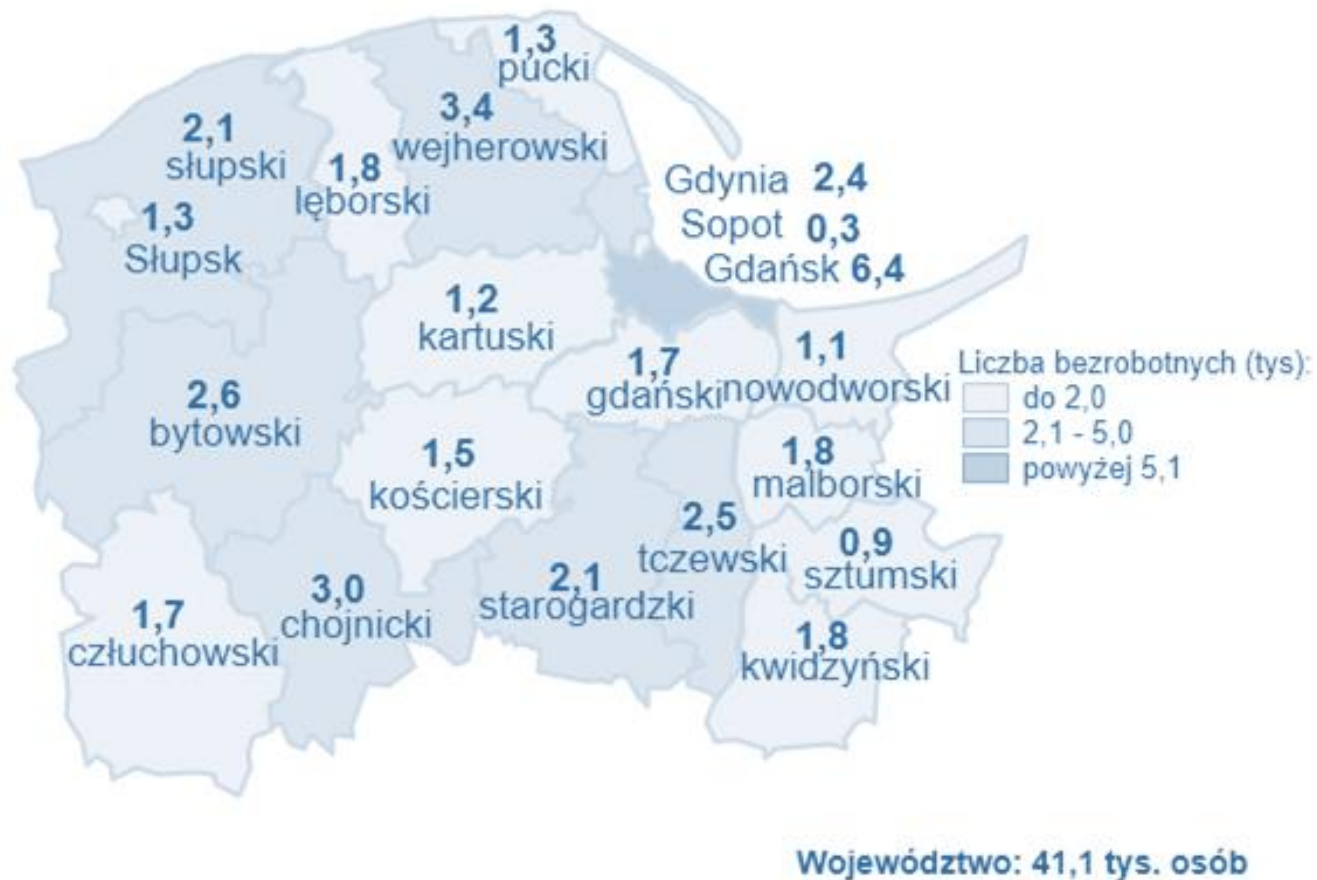 1,3
pucki
3,4
wejherowski
2,1
słupski
1,8
lęborski
1,3
Słupsk
Gdynia 2,4
Sopot 0,3
Gdańsk 6,4
1,2
kartuski
1,7
gdański
1,1
nowodworski
Liczba bezrobotnych (tys):
do 2,0
2,1 - 5,0
powyżej 5,1
2,6
bytowski
1,5
kościerski
1,8
malborski
2,5
tczewski
0,9
sztumski
2,1
starogardzki
3,0
chojnicki
1,7
człuchowski
1,8
kwidzyński
Województwo: 41,1 tys. osób